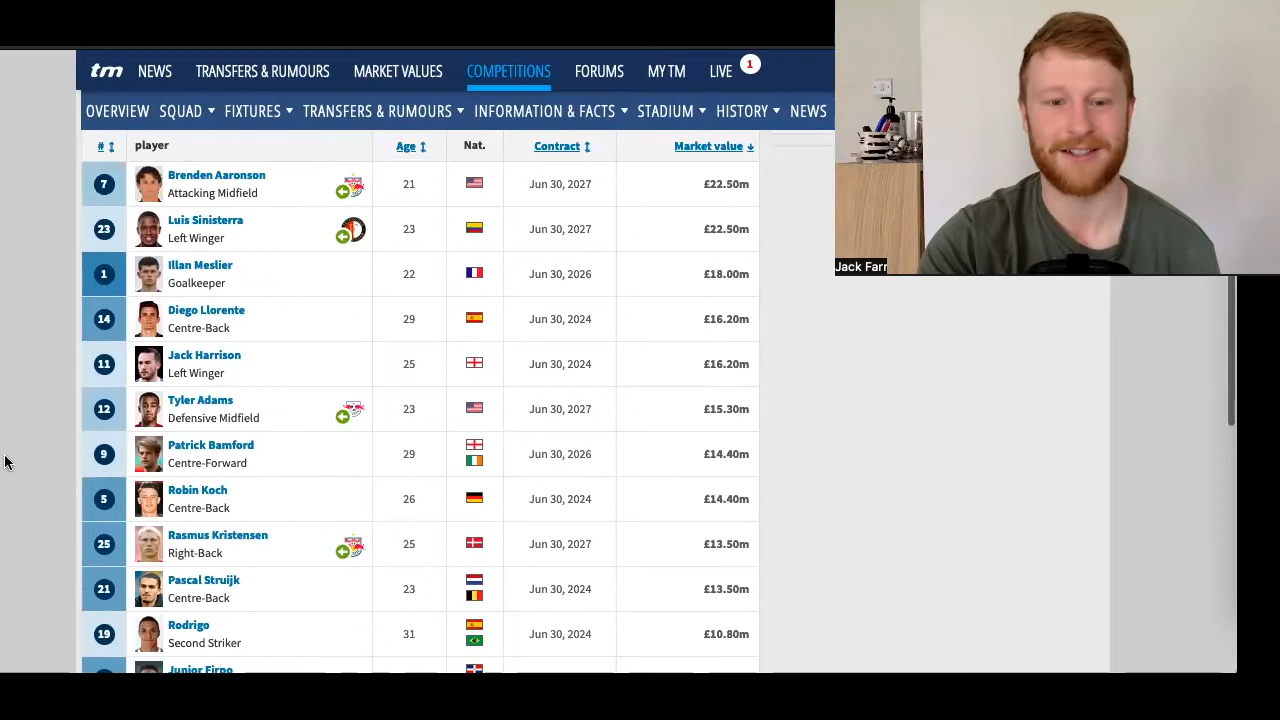 tm NEWS TRANSFERS & RUMOURS MARKET VALUES COMPETITIONS FORUMS MY TM LIVE 1
OVERVIEW SQUAD FIXTURES TRANSFERS & RUMOURS INFORMATION & FACTS STADIUM HISTORY NEWS
# player Age Nat. Contract Market value
7 Brenden Aaronson 21 Jun 30, 2027 £22.50m
Attacking Midfield
23 Luis Sinisterra 23 Jun 30, 2027 £22.50m
Left Winger
1 Illan Meslier 22 Jun 30, 2026 £18.00m
Goalkeeper
14 Diego Llorente 29 Jun 30, 2024 £16.20m
Centre-Back
11 Jack Harrison 25 Jun 30, 2024 £16.20m
Left Winger
12 Tyler Adams 23 Jun 30, 2027 £15.30m
Defensive Midfield
9 Patrick Bamford 29 Jun 30, 2026 £14.40m
Centre-Forward
5 Robin Koch 26 Jun 30, 2024 £14.40m
Centre-Back
25 Rasmus Kristensen 25 Jun 30, 2027 £13.50m
Right-Back
21 Pascal Struijk 23 Jun 30, 2024 £13.50m
Centre-Back
19 Rodrigo 31 Jun 30, 2024 £10.80m
Second Striker
Junior Firpo
Jack Farr